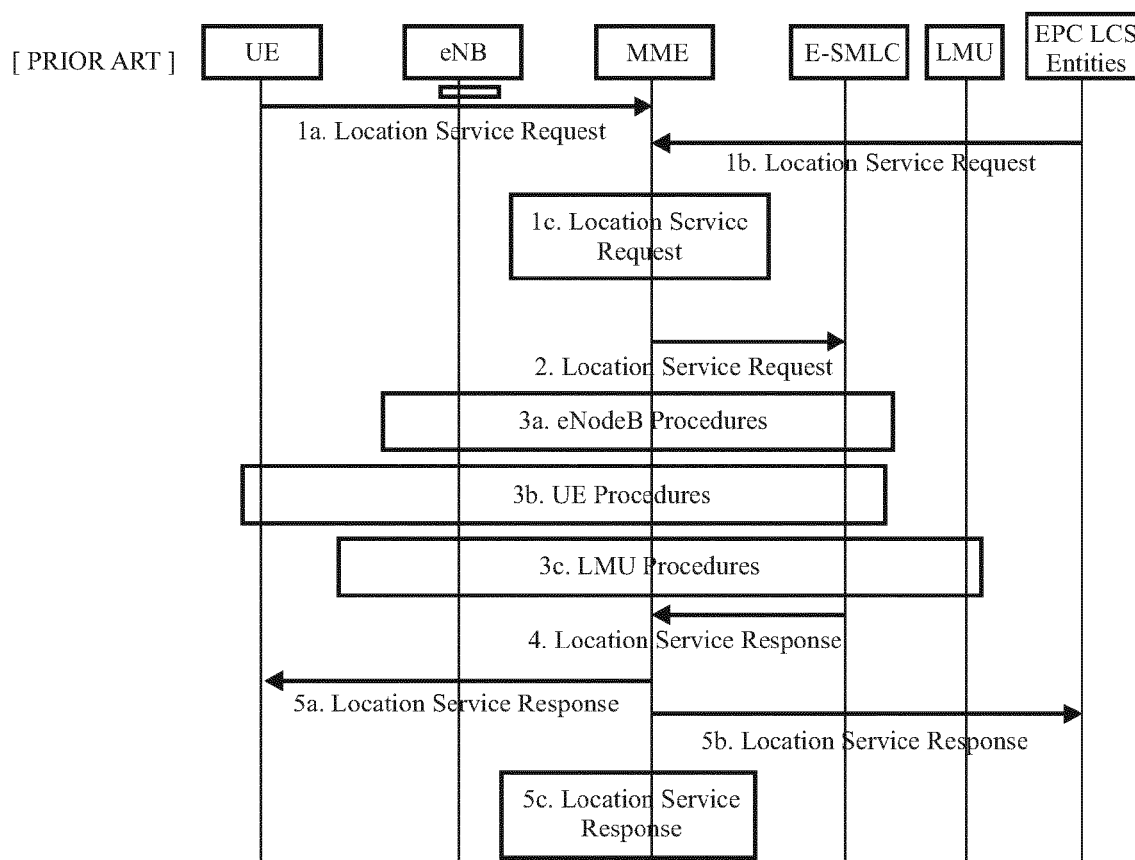 [ PRIOR ART ]
UE
eNB
MME
E-SMLC
LMU
EPC LCS
Entities
1a. Location Service Request
1b. Location Service Request
1c. Location Service
Request
2. Location Service Request
3a. eNodeB Procedures
3b. UE Procedures
3c. LMU Procedures
4. Location Service Response
5a. Location Service Response
5b. Location Service Response
5c. Location Service
Response